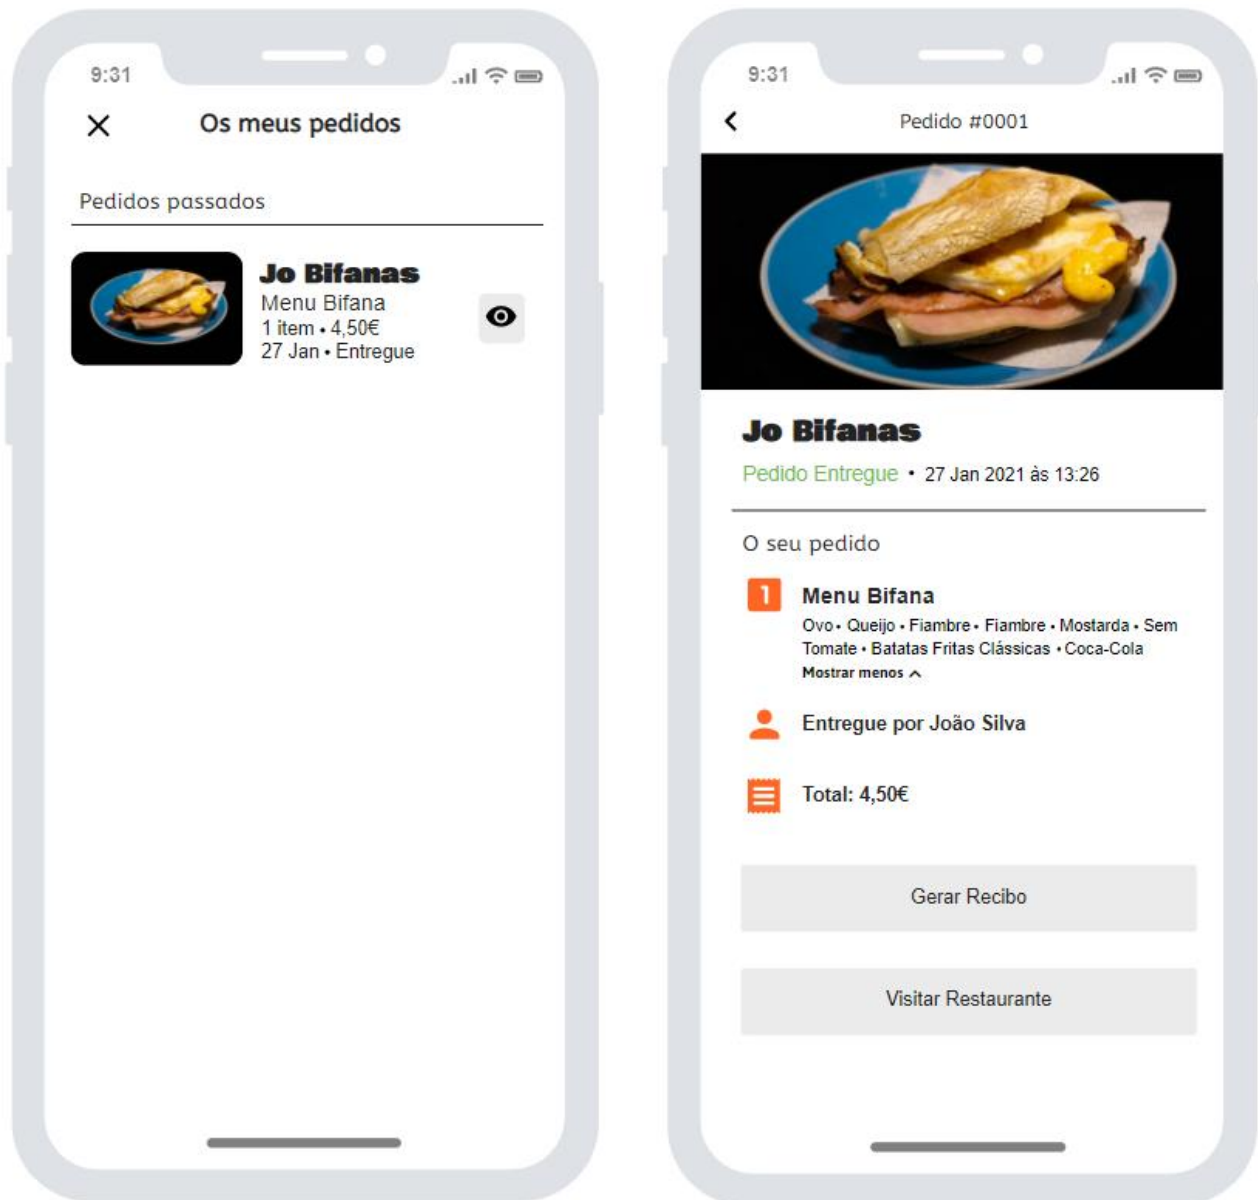 9:31
Os meus pedidos
Pedidos passados
Jo Bifanas
Menu Bifana
1 item • 4,50€
27 Jan • Entregue
9:31
Pedido #0001
Jo Bifanas
Pedido Entregue • 27 Jan 2021 às 13:26
O seu pedido
1 Menu Bifana
Ovo • Queijo • Fiambre • Fiambre • Mostarda • Sem
Tomate • Batatas Fritas Clássicas • Coca-Cola
Mostrar menos
Entregue por João Silva
Total: 4,50€
Gerar Recibo
Visitar Restaurante